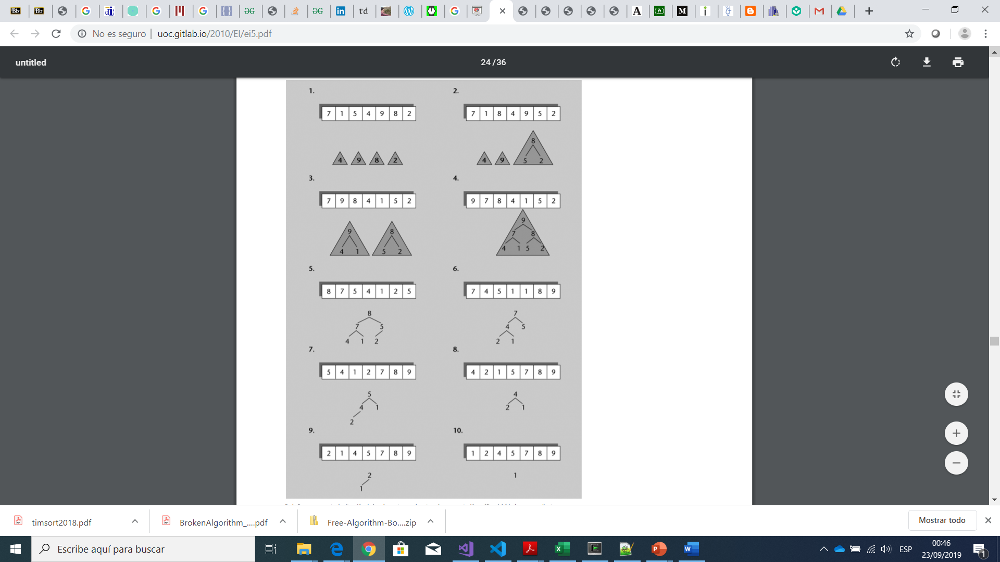 Bb Bb G G G td G A M
No es seguro | uoc.gitlab.io/2010/EI/ei5.pdf
untitled
24 / 36
1.
7 1 5 4 9 8 2
4 9 8 2
2.
7 1 8 4 9 5 2
4 9
8
5 2
3.
7 9 8 4 1 5 2
9 8
4 1 5 2
4.
9 7 8 4 1 5 2
9
7 8
4 1 5 2
5.
8 7 5 4 1 2 5
8
7 5
4 1 2
6.
7 4 5 1 1 8 9
7
4 5
2 1
7.
5 4 1 2 7 8 9
5
4 1
2
8.
4 2 1 5 7 8 9
4
2 1
9.
2 1 4 5 7 8 9
2
1
10.
1 2 4 5 7 8 9
1
timsort2018.pdf
BrokenAlgorithm_....pdf
Free-Algorithm-Bo....zip
Mostrar todo
Escribe aquí para buscar
ESP
00:46
23/09/2019
1